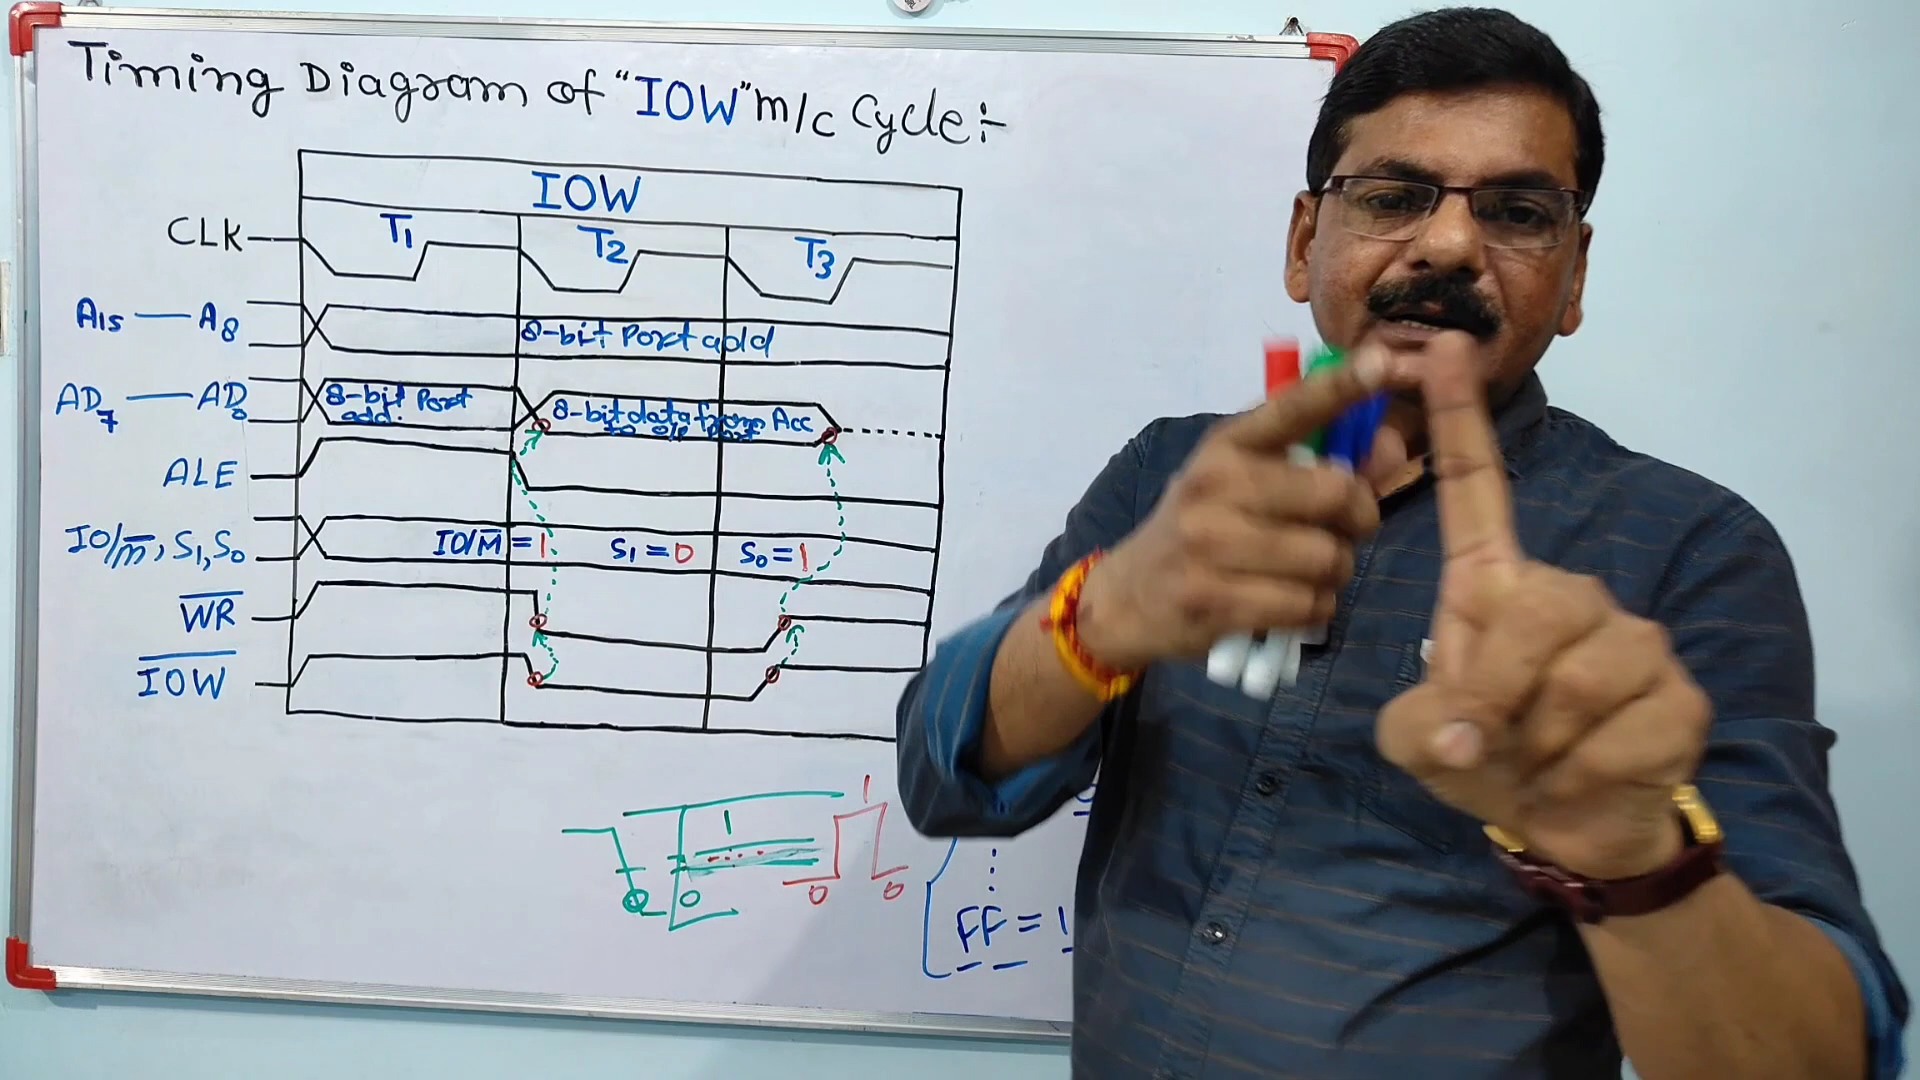 Timing Diagram of "IOW" m/c Cycle :-
IOW
CLK T1 T2 T3
A15 — A8 8-bit Port add
AD7 — AD0 8-bit Port add. 8-bit data from Acc to o/p Port
ALE
IO/M̅, S1, S0 IO/M̅ = 1 S1 = 0 S0 = 1
W̅R̅
I̅O̅W̅
1 1
0 0 0
FF = 1